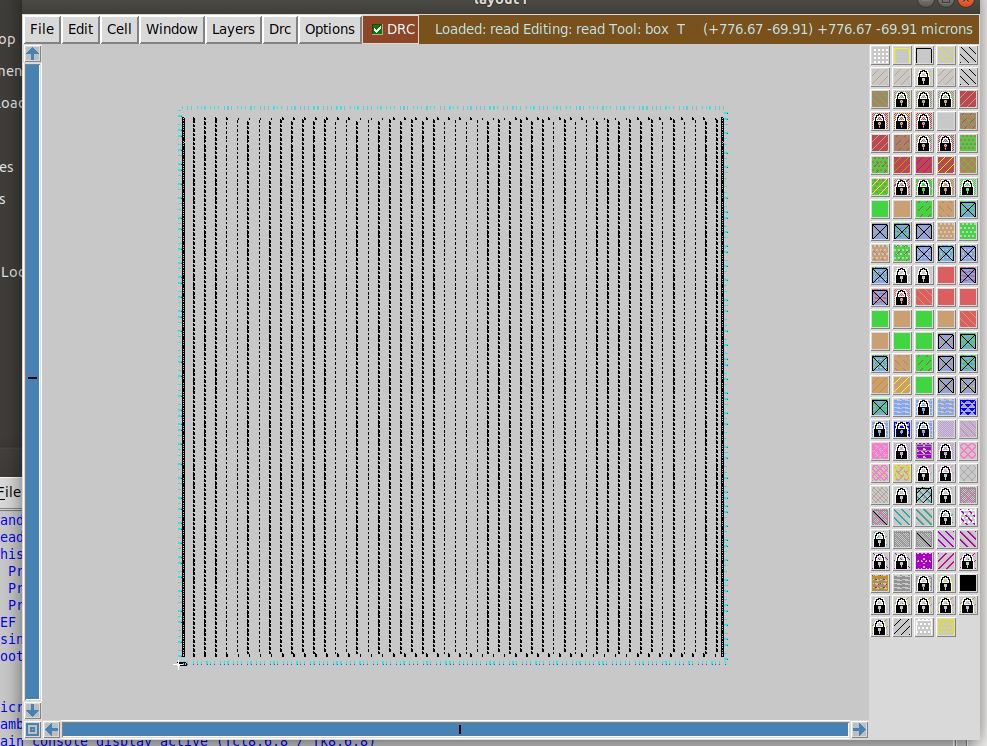 layout1
File Edit Cell Window Layers Drc Options DRC Loaded: read Editing: read Tool: box T (+776.67 -69.91) +776.67 -69.91 microns
op
Loa
es
s
Loc
File
and
ead
his
Pr
Pr
Pr
EF
sin
oot
icr
amb
ain console display active (Tcl8.6.8 / Tk8.6.8)